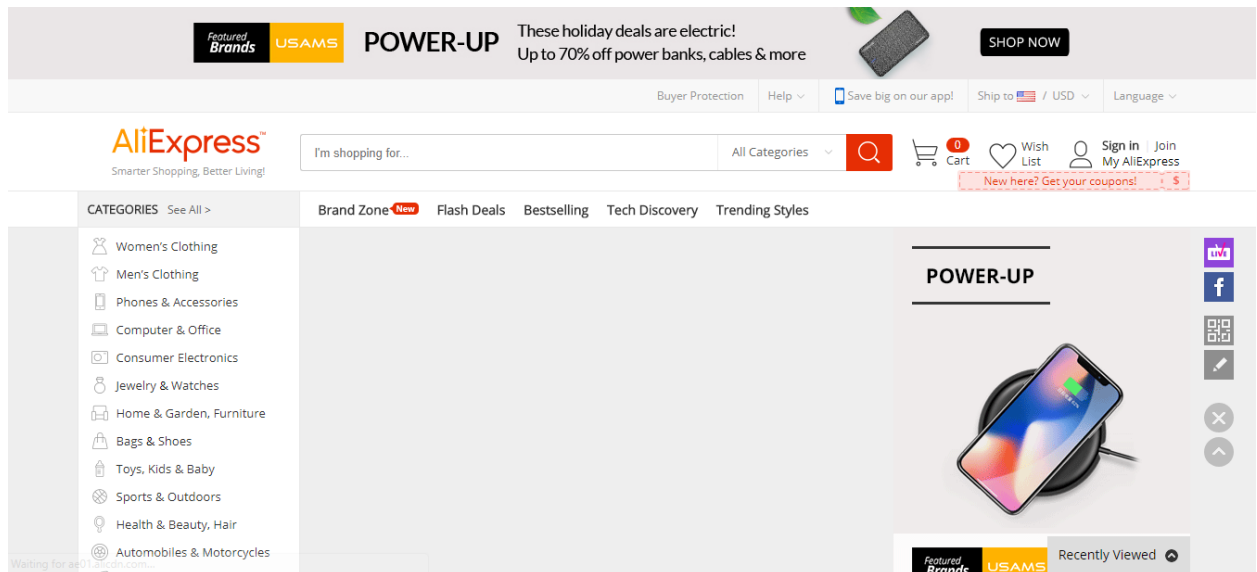 Featured
Brands
USAMS
POWER-UP
These holiday deals are electric!
Up to 70% off power banks, cables & more
SHOP NOW
Buyer Protection
Help
Save big on our app!
Ship to / USD
Language
AliExpress™
Smarter Shopping, Better Living!
I'm shopping for...
All Categories
0
Cart
Wish
List
Sign in | Join
My AliExpress
New here? Get your coupons! $
CATEGORIES See All >
Brand Zone New
Flash Deals
Bestselling
Tech Discovery
Trending Styles
Women's Clothing
Men's Clothing
Phones & Accessories
Computer & Office
Consumer Electronics
Jewelry & Watches
Home & Garden, Furniture
Bags & Shoes
Toys, Kids & Baby
Sports & Outdoors
Health & Beauty, Hair
Automobiles & Motorcycles
POWER-UP
LIVE
f
Featured
Brands
USAMS
Recently Viewed
Waiting for ae01.alicdn.com...